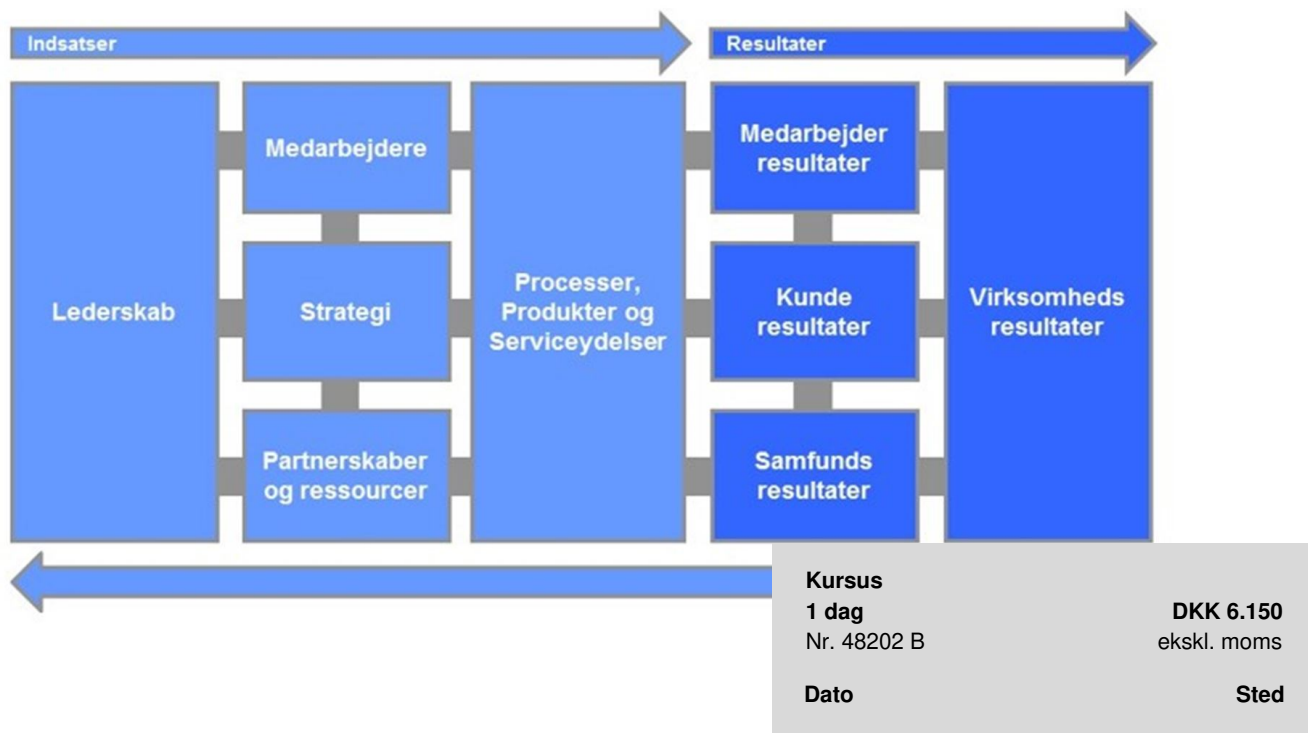 Indsatser
Resultater
Lederskab
Medarbejdere
Strategi
Partnerskaber
og ressourcer
Processer,
Produkter og
Serviceydelser
Medarbejder
resultater
Kunde
resultater
Samfunds
resultater
Virksomheds
resultater
Kursus
1 dag DKK 6.150
Nr. 48202 B ekskl. moms
Dato Sted